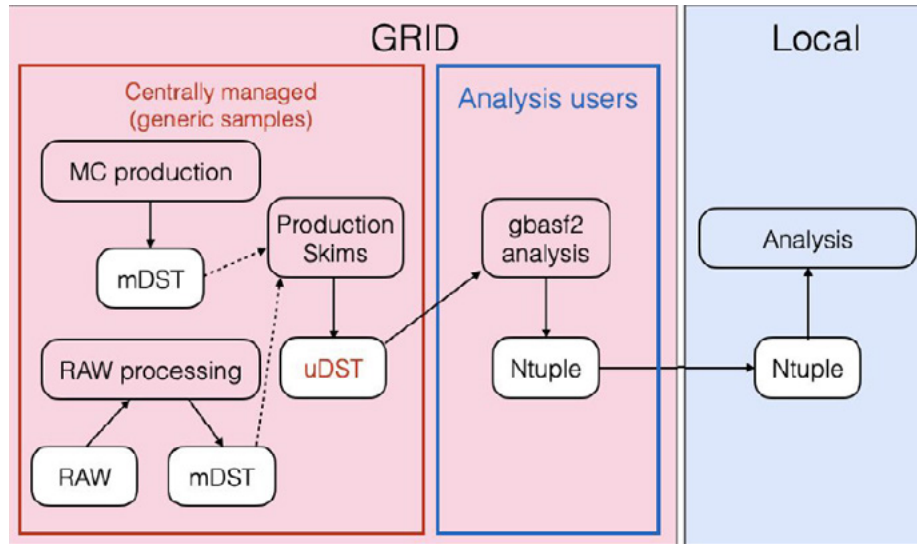 GRID
Local
Centrally managed
(generic samples)
Analysis users
MC production
mDST
Production
Skims
uDST
RAW processing
RAW
mDST
gbasf2
analysis
Ntuple
Analysis
Ntuple